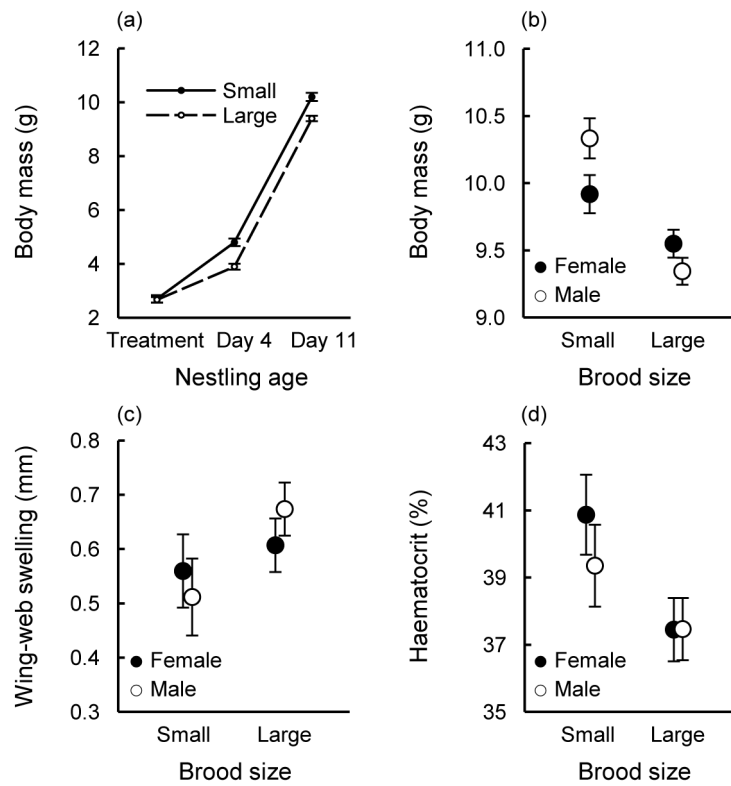 (a)
Body mass (g)
12
10
8
6
4
2
Small
Large
Treatment Day 4 Day 11
Nestling age
(b)
Body mass (g)
11.0
10.5
10.0
9.5
9.0
Female
Male
Small Large
Brood size
(c)
Wing-web swelling (mm)
0.8
0.7
0.6
0.5
0.4
0.3
Female
Male
Small Large
Brood size
(d)
Haematocrit (%)
43
41
39
37
35
Female
Male
Small Large
Brood size